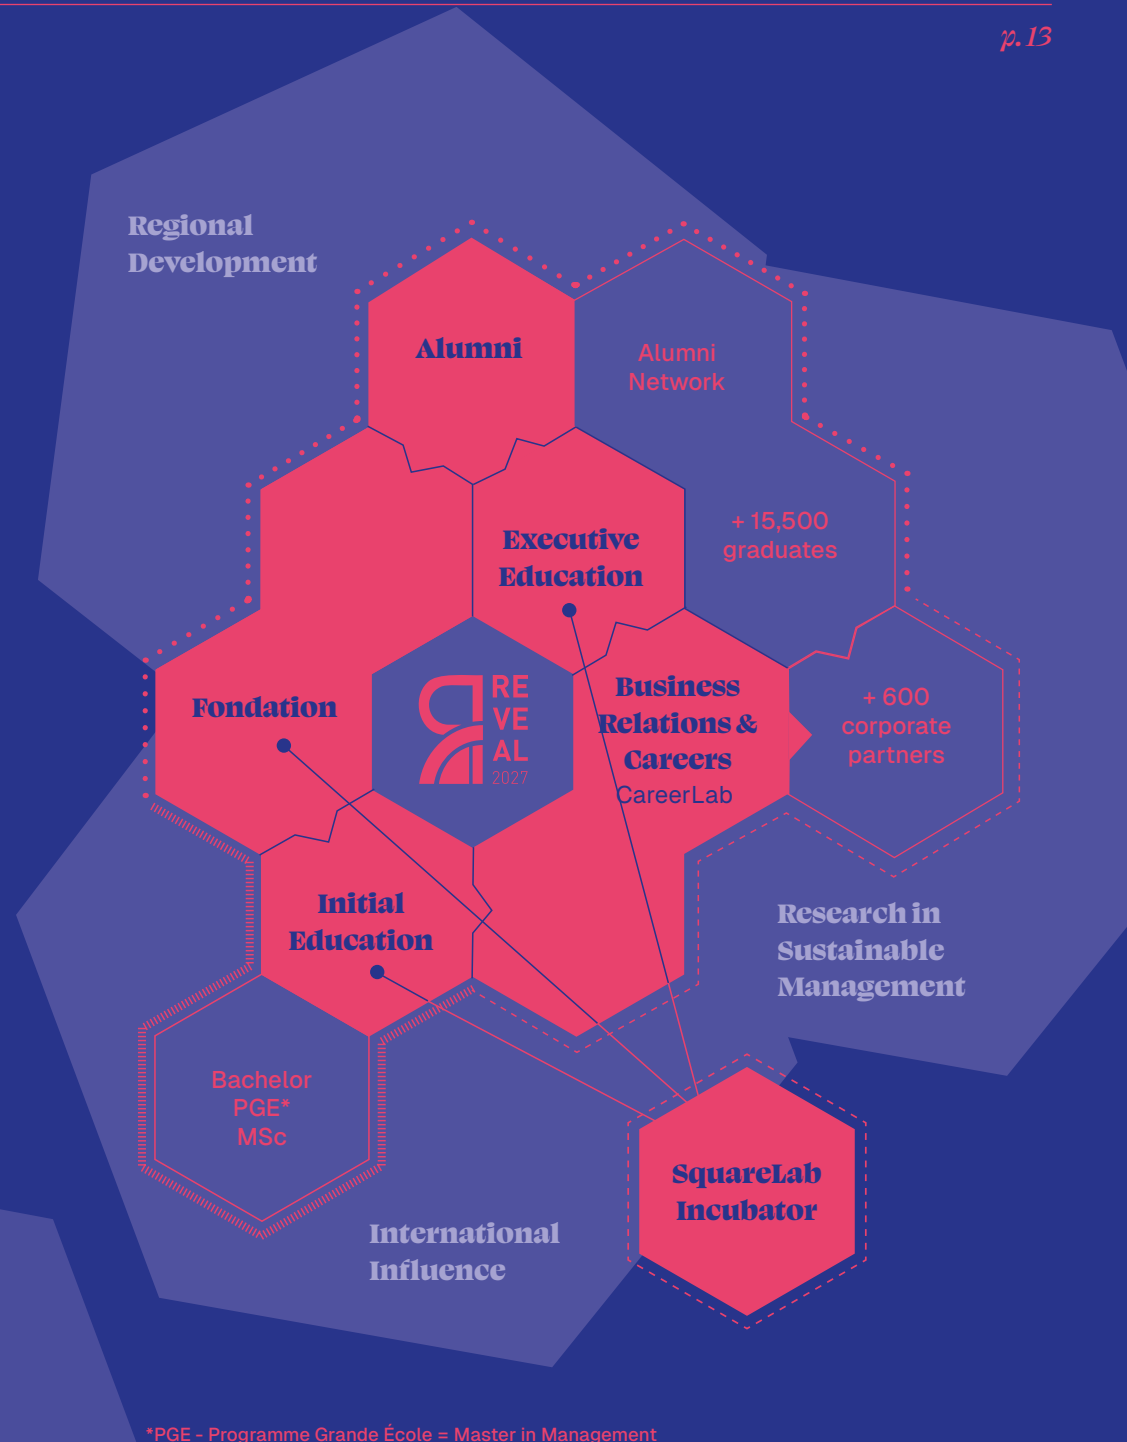 p.13
Regional
Development
Alumni
Alumni
Network
Executive
Education
+ 15,500
graduates
Fondation
RE
VE
AL
2027
Business
Relations &
Careers
CareerLab
+ 600
corporate
partners
Initial
Education
Research in
Sustainable
Management
Bachelor
PGE*
MSc
SquareLab
Incubator
International
Influence
*PGE - Programme Grande École = Master in Management